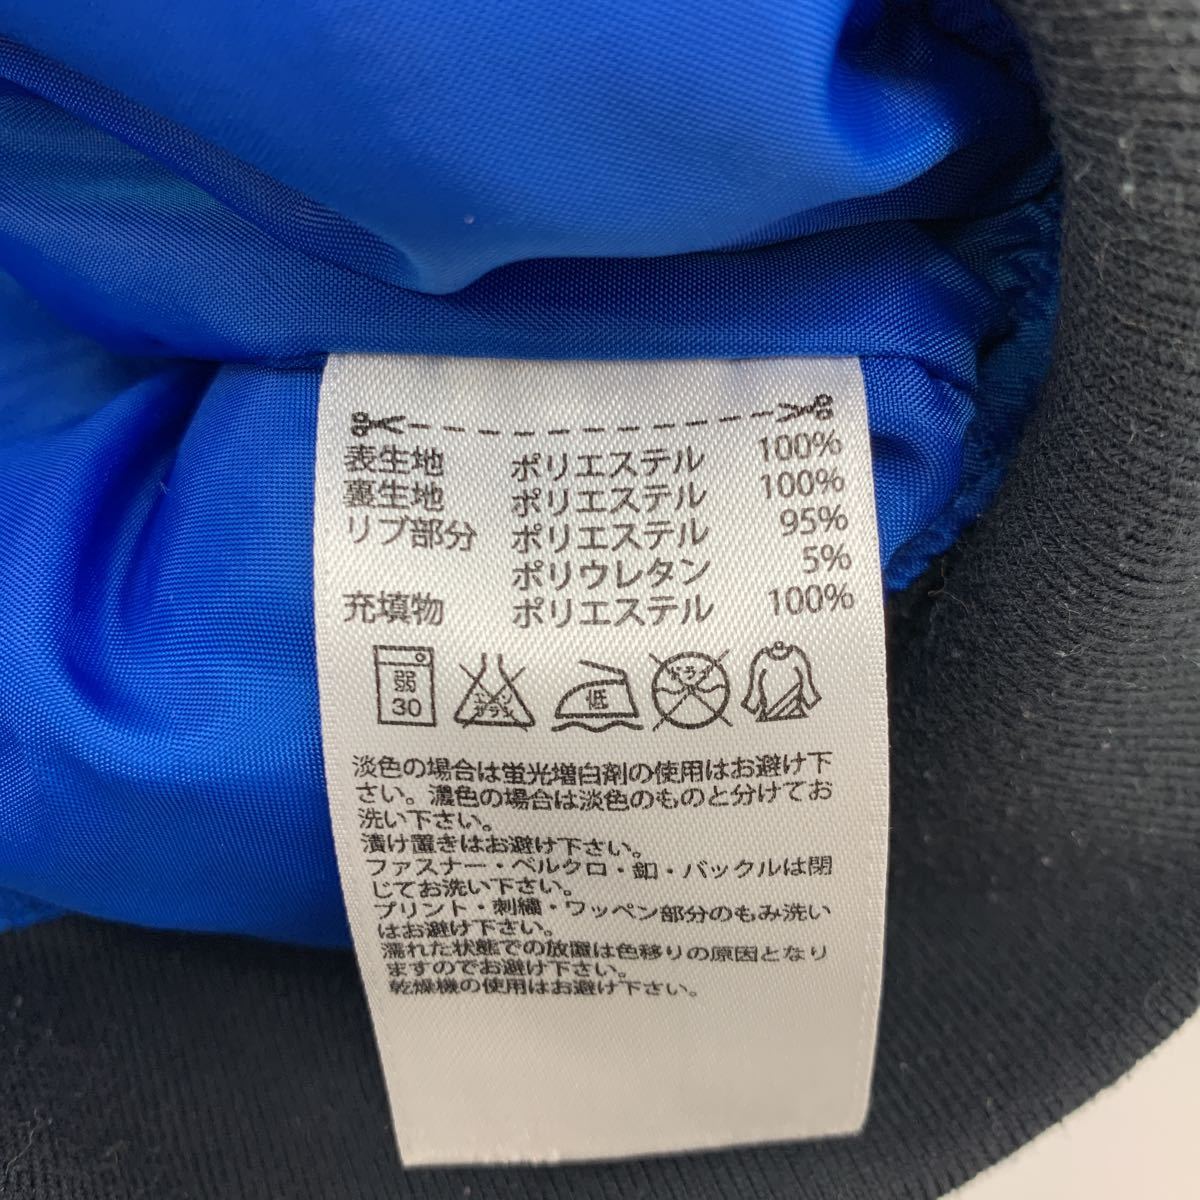 表生地 ポリエステル 100%
裏生地 ポリエステル 100%
リブ部分 ポリエステル 95%
ポリウレタン 5%
充填物 ポリエステル 100%
弱 30 エンソ サラシ 低 ドライ
淡色の場合は蛍光増白剤の使用はお避け下
さい。濃色の場合は淡色のものと分けてお
洗い下さい。
漬け置きはお避け下さい。
ファスナー・ベルクロ・釦・バックルは閉
じてお洗い下さい。
プリント・刺繍・ワッペン部分のもみ洗い
はお避け下さい。
濡れた状態での放置は色移りの原因となり
ますのでお避け下さい。
乾燥機の使用はお避け下さい。